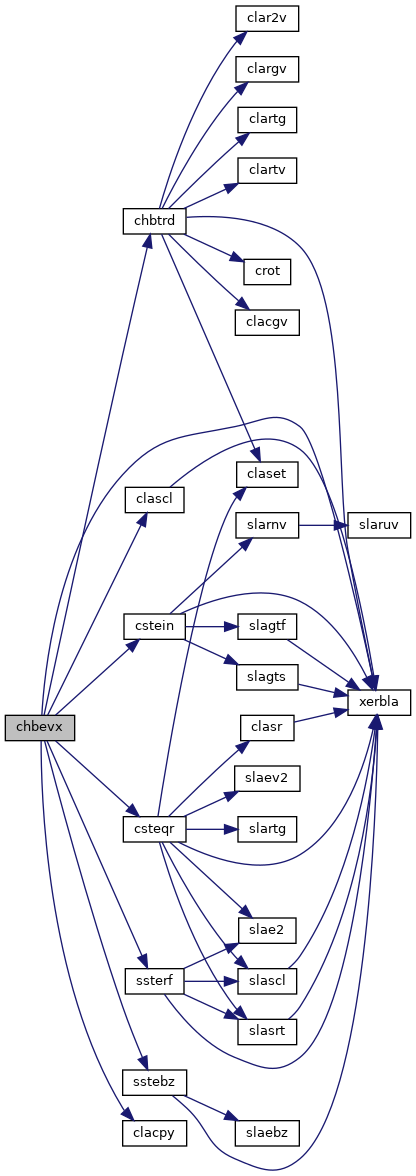 clar2v
clargv
clartg
clartv
chbtrd
crot
clacgv
claset
clascl
slarnv
slaruv
cstein
slagtf
slagts
xerbla
chbevx
clasr
slaev2
csteqr
slartg
slae2
ssterf
slascl
slasrt
sstebz
clacpy
slaebz